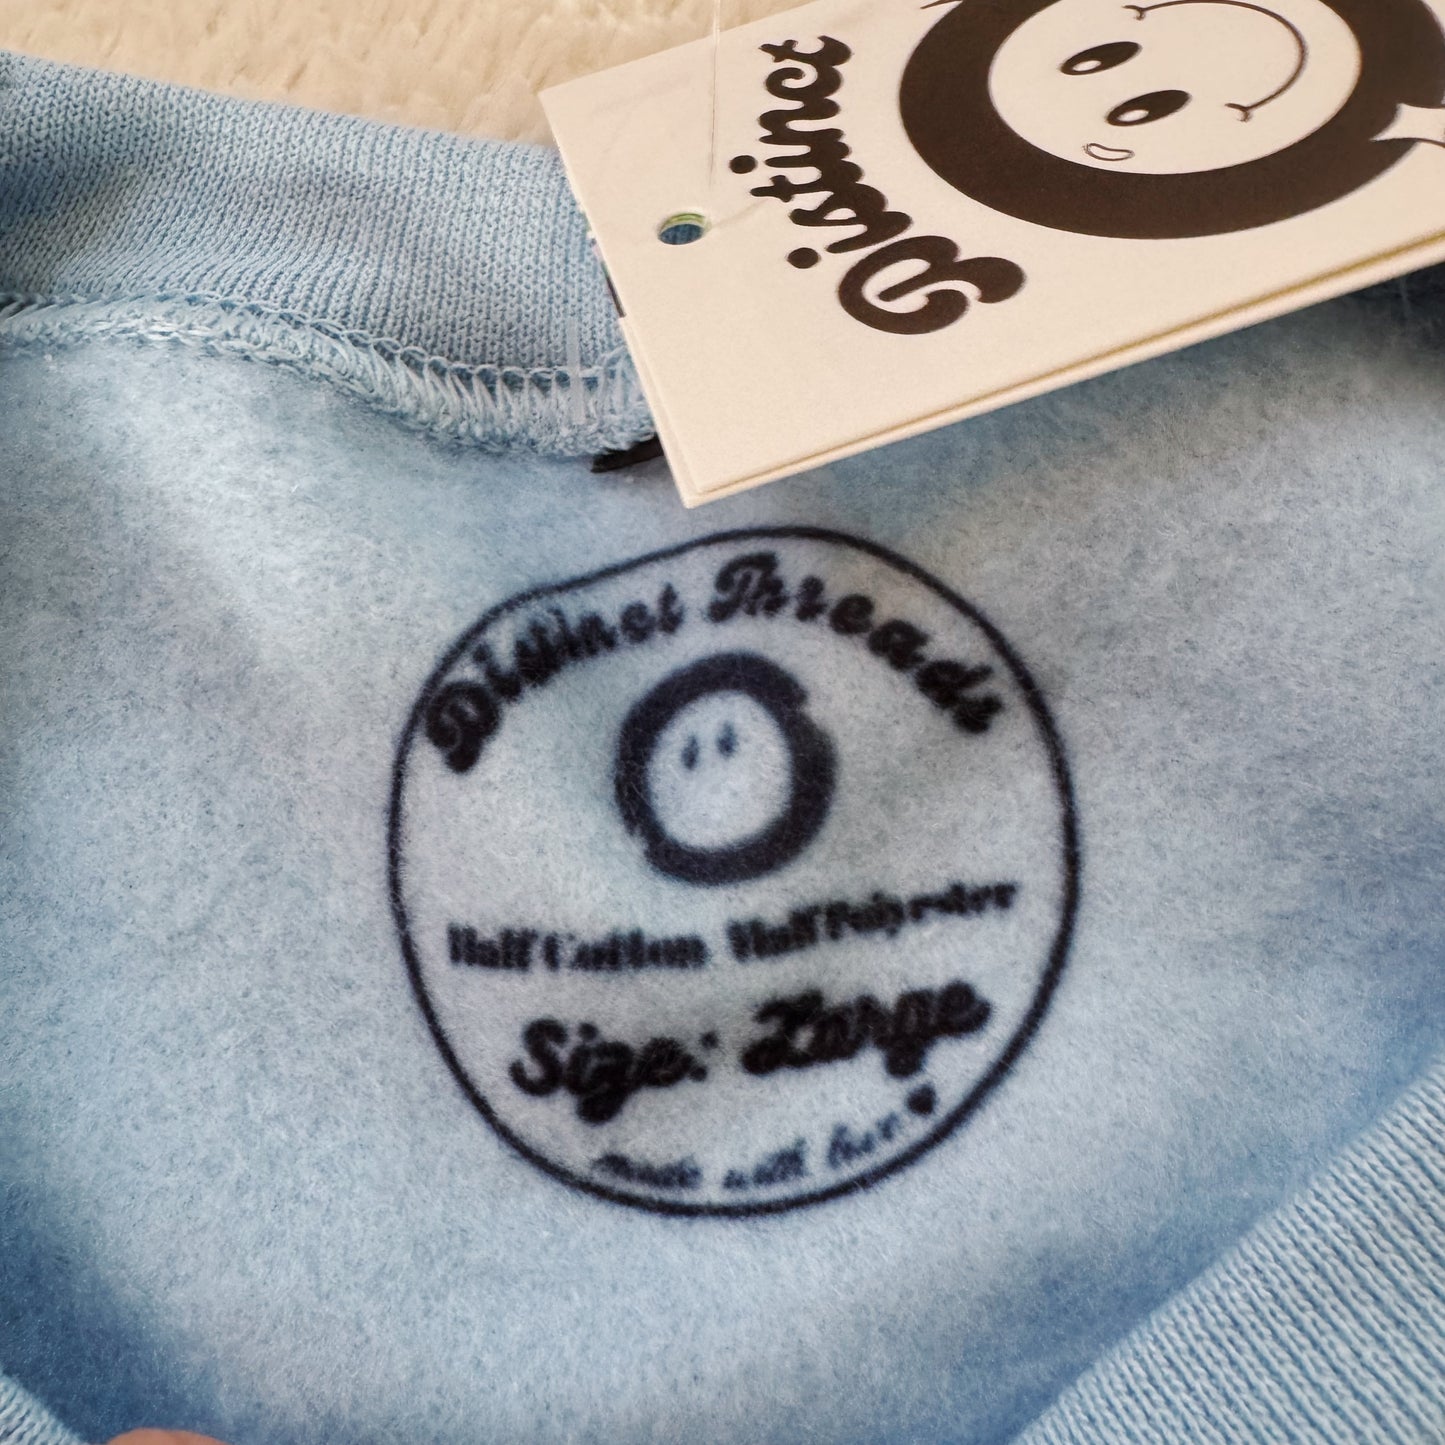 Distinct
Distinct Threads
Half Cotton Half Polyester
Size: Large
made with love